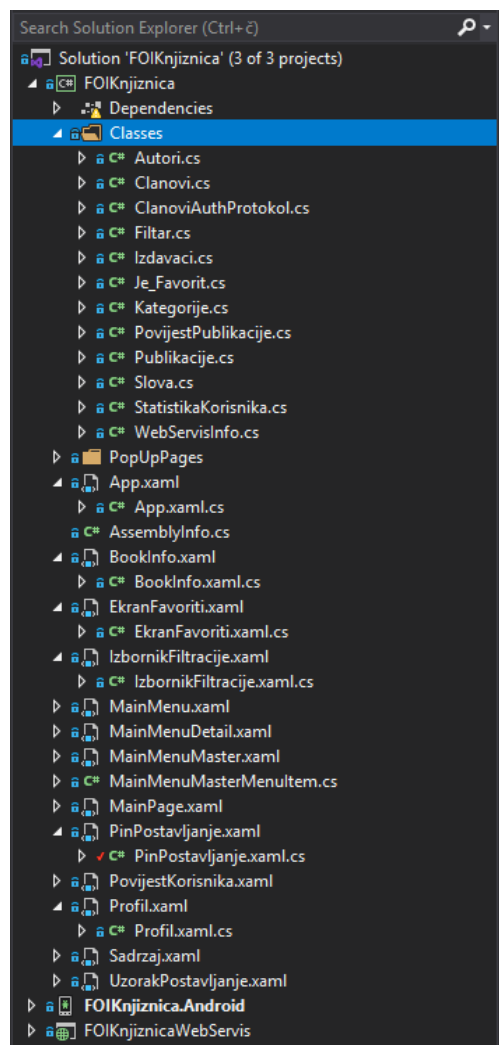 Search Solution Explorer (Ctrl+č)
Solution 'FOIKnjiznica' (3 of 3 projects)
C# FOIKnjiznica
Dependencies
Classes
C# Autori.cs
C# Clanovi.cs
C# ClanoviAuthProtokol.cs
C# Filtar.cs
C# Izdavaci.cs
C# Je_Favorit.cs
C# Kategorije.cs
C# PovijestPublikacije.cs
C# Publikacije.cs
C# Slova.cs
C# StatistikaKorisnika.cs
C# WebServisInfo.cs
PopUpPages
App.xaml
C# App.xaml.cs
C# AssemblyInfo.cs
BookInfo.xaml
C# BookInfo.xaml.cs
EkranFavoriti.xaml
C# EkranFavoriti.xaml.cs
IzbornikFiltracije.xaml
C# IzbornikFiltracije.xaml.cs
MainMenu.xaml
MainMenuDetail.xaml
MainMenuMaster.xaml
C# MainMenuMasterMenuItem.cs
MainPage.xaml
PinPostavljanje.xaml
C# PinPostavljanje.xaml.cs
PovijestKorisnika.xaml
Profil.xaml
C# Profil.xaml.cs
Sadrzaj.xaml
UzorakPostavljanje.xaml
FOIKnjiznica.Android
FOIKnjiznicaWebServis